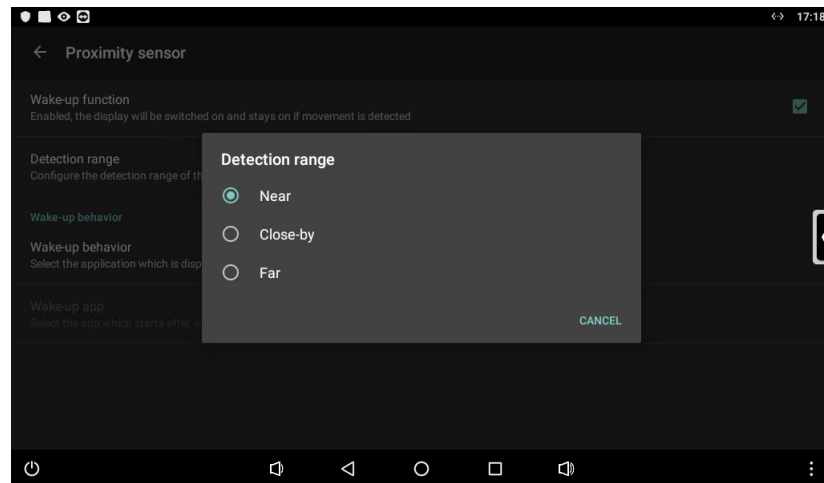 17:18
Proximity sensor
Wake-up function
Enabled, the display will be switched on and stays on if movement is detected
Detection range
Configure the detection range of th
Wake-up behavior
Wake-up behavior
Select the application which is disp
Wake-up app
Select the app which starts after w
Detection range
Near
Close-by
Far
CANCEL